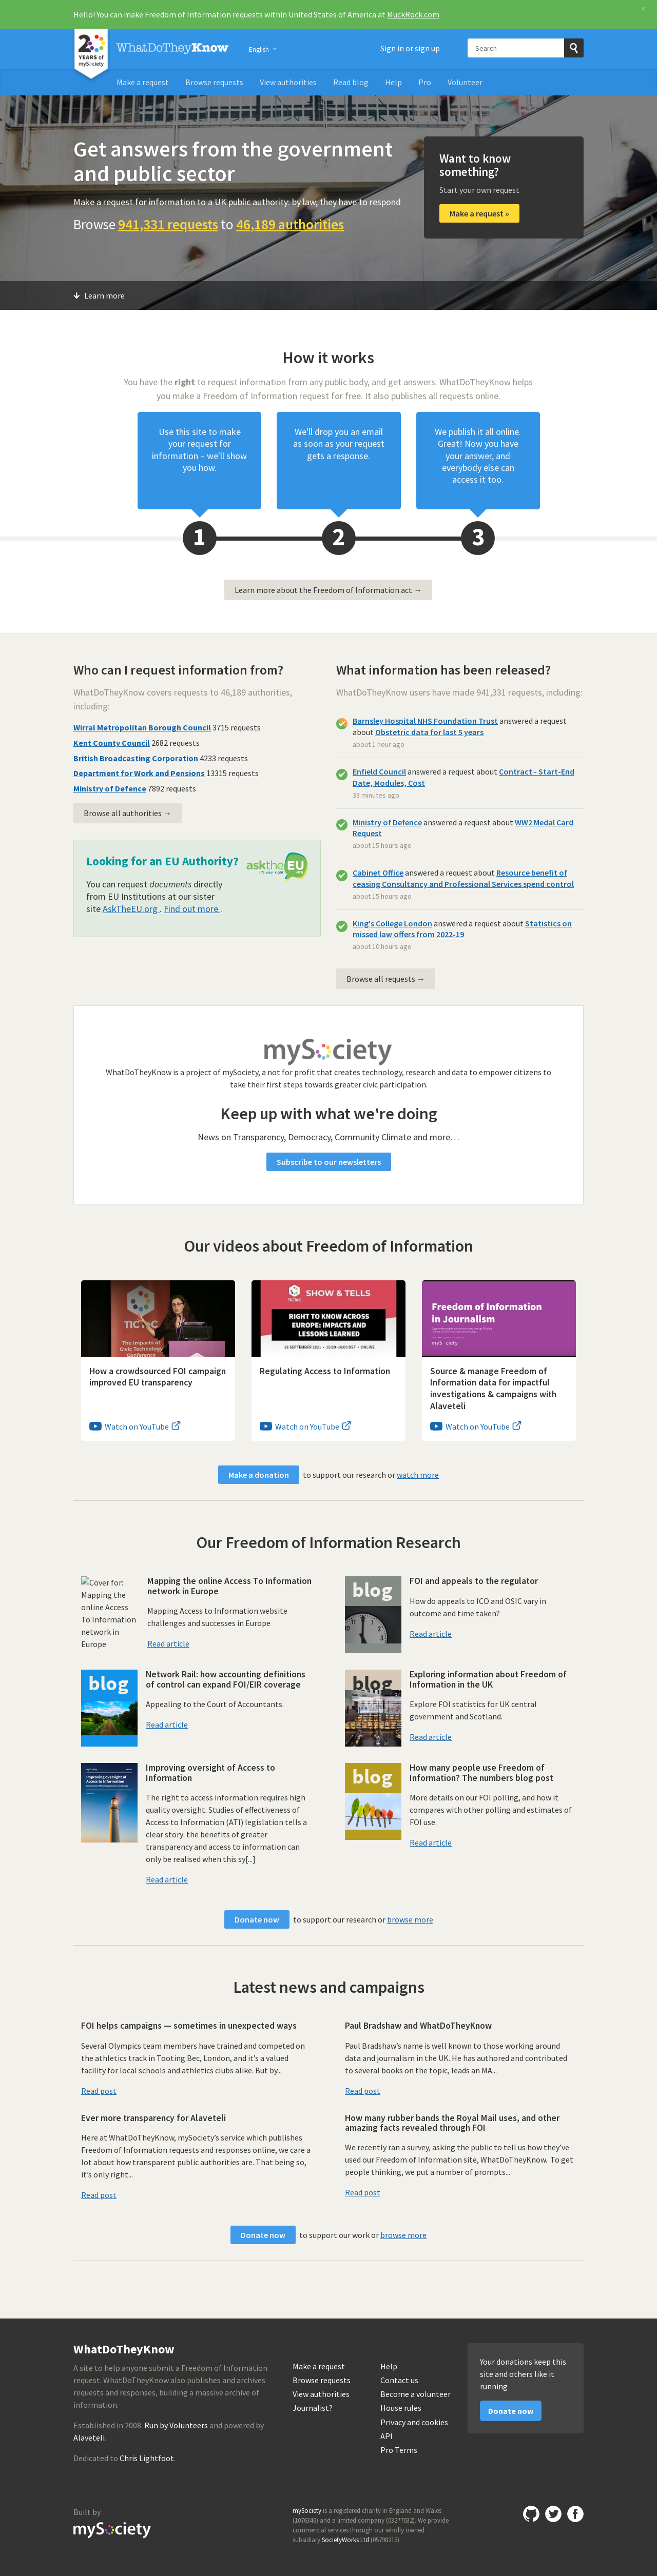 Hello! You can make Freedom of Information requests within United States of America at MuckRock.com
×
20
YEARS of
mySociety
WhatDoTheyKnow
English
Sign in or sign up
Search
Make a request
Browse requests
View authorities
Read blog
Help
Pro
Volunteer
Get answers from the government
and public sector
Make a request for information to a UK public authority: by law, they have to respond
Browse 941,331 requests to 46,189 authorities
Want to know
something?
Start your own request
Make a request »
Learn more
How it works
You have the right to request information from any public body, and get answers. WhatDoTheyKnow helps
you make a Freedom of Information request for free. It also publishes all requests online.
Use this site to make
your request for
information – we'll show
you how.
We'll drop you an email
as soon as your request
gets a response.
We publish it all online.
Great! Now you have
your answer, and
everybody else can
access it too.
1
2
3
Learn more about the Freedom of Information act →
Who can I request information from?
WhatDoTheyKnow covers requests to 46,189 authorities,
including:
Wirral Metropolitan Borough Council 3715 requests
Kent County Council 2682 requests
British Broadcasting Corporation 4233 requests
Department for Work and Pensions 13315 requests
Ministry of Defence 7892 requests
Browse all authorities →
Looking for an EU Authority?
asktheEU
it's your right
You can request documents directly
from EU Institutions at our sister
site AskTheEU.org . Find out more .
What information has been released?
WhatDoTheyKnow users have made 941,331 requests, including:
Barnsley Hospital NHS Foundation Trust answered a request
about Obstetric data for last 5 years
about 1 hour ago
Enfield Council answered a request about Contract - Start-End
Date, Modules, Cost
33 minutes ago
Ministry of Defence answered a request about WW2 Medal Card
Request
about 15 hours ago
Cabinet Office answered a request about Resource benefit of
ceasing Consultancy and Professional Services spend control
about 15 hours ago
King's College London answered a request about Statistics on
missed law offers from 2022-19
about 10 hours ago
Browse all requests →
mySociety
WhatDoTheyKnow is a project of mySociety, a not for profit that creates technology, research and data to empower citizens to
take their first steps towards greater civic participation.
Keep up with what we're doing
News on Transparency, Democracy, Community Climate and more…
Subscribe to our newsletters
Our videos about Freedom of Information
TICTEC
The Impacts of
Civic Technology
Conference
How a crowdsourced FOI campaign
improved EU transparency
Watch on YouTube
TICTeC
SHOW & TELLS
RIGHT TO KNOW ACROSS
EUROPE: IMPACTS AND
LESSONS LEARNED
Regulating Access to Information
Watch on YouTube
Freedom of Information
in Journalism
mySociety
Source & manage Freedom of
Information data for impactful
investigations & campaigns with
Alaveteli
Watch on YouTube
Make a donation to support our research or watch more
Our Freedom of Information Research
Cover for:
Mapping the
online Access
To Information
network in
Europe
Mapping the online Access To Information
network in Europe
Mapping Access to Information website
challenges and successes in Europe
Read article
blog
FOI and appeals to the regulator
How do appeals to ICO and OSIC vary in
outcome and time taken?
Read article
blog
Network Rail: how accounting definitions
of control can expand FOI/EIR coverage
Appealing to the Court of Accountants.
Read article
blog
Exploring information about Freedom of
Information in the UK
Explore FOI statistics for UK central
government and Scotland.
Read article
Improving oversight of
Access to Information
Improving oversight of Access to
Information
The right to access information requires high
quality oversight. Studies of effectiveness of
Access to Information (ATI) legislation tells a
clear story: the benefits of greater
transparency and access to information can
only be realised when this sy[...]
Read article
blog
How many people use Freedom of
Information? The numbers blog post
More details on our FOI polling, and how it
compares with other polling and estimates of
FOI use.
Read article
Donate now to support our research or browse more
Latest news and campaigns
FOI helps campaigns — sometimes in unexpected ways
Several Olympics team members have trained and competed on
the athletics track in Tooting Bec, London, and it's a valued
facility for local schools and athletics clubs alike. But by...
Read post
Paul Bradshaw and WhatDoTheyKnow
Paul Bradshaw's name is well known to those working around
data and journalism in the UK. He has authored and contributed
to several books on the topic, leads an MA...
Read post
Ever more transparency for Alaveteli
Here at WhatDoTheyKnow, mySociety's service which publishes
Freedom of Information requests and responses online, we care a
lot about how transparent public authorities are. That being so,
it's only right...
Read post
How many rubber bands the Royal Mail uses, and other
amazing facts revealed through FOI
We recently ran a survey, asking the public to tell us how they've
used our Freedom of Information site, WhatDoTheyKnow. To get
people thinking, we put a number of prompts...
Read post
Donate now to support our work or browse more
WhatDoTheyKnow
A site to help anyone submit a Freedom of Information
request. WhatDoTheyKnow also publishes and archives
requests and responses, building a massive archive of
information.
Established in 2008. Run by Volunteers and powered by
Alaveteli.
Dedicated to Chris Lightfoot.
Make a request
Browse requests
View authorities
Journalist?
Help
Contact us
Become a volunteer
House rules
Privacy and cookies
API
Pro Terms
Your donations keep this
site and others like it
running
Donate now
Built by
mySociety
mySociety is a registered charity in England and Wales
(1076346) and a limited company (03277032). We provide
commercial services through our wholly owned
subsidiary SocietyWorks Ltd (05798215).